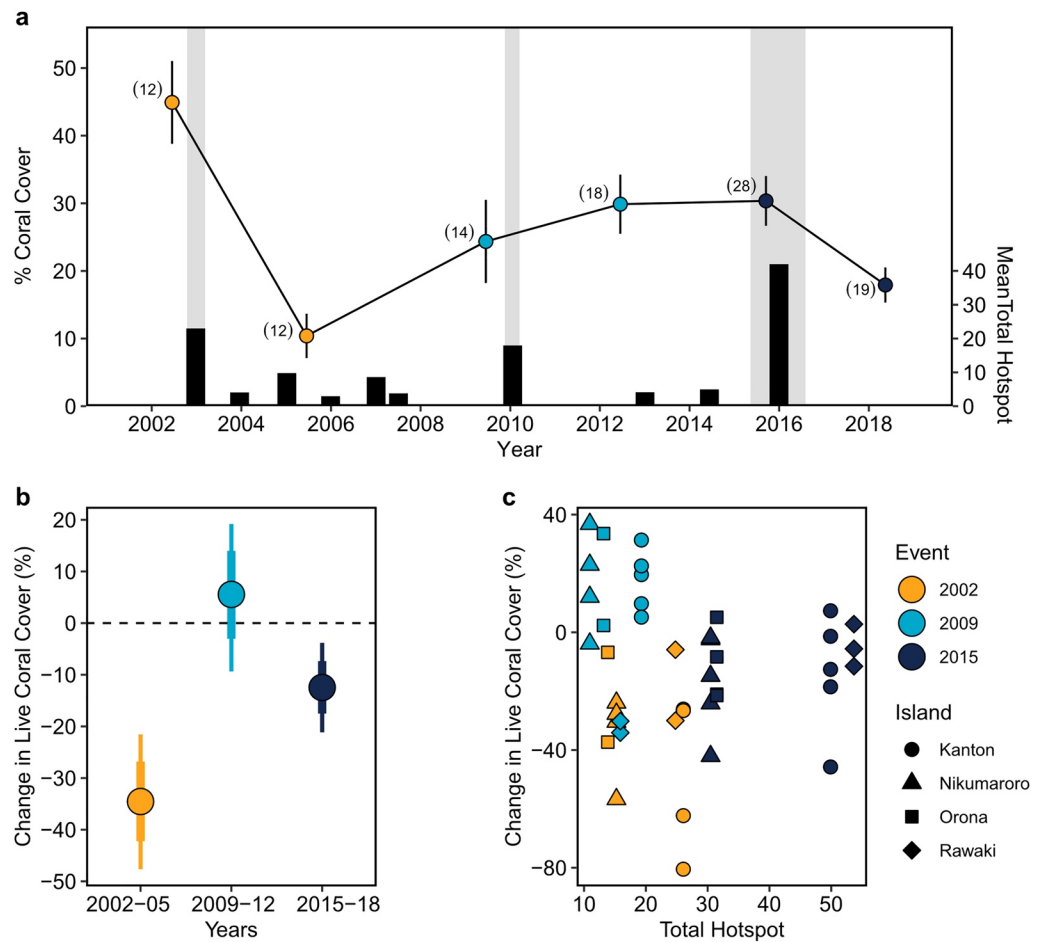 a
% Coral Cover
50
40
30
20
10
0
(12)
(12)
(14)
(18)
(28)
(19)
40
30
20
10
0
MeanTotal Hotspot
2002 2004 2006 2008 2010 2012 2014 2016 2018
Year
b
Change in Live Coral Cover (%)
20
10
0
−10
−20
−30
−40
−50
2002−05 2009−12 2015−18
Years
c
Change in Live Coral Cover (%)
40
0
−40
−80
10 20 30 40 50
Total Hotspot
Event
2002
2009
2015
Island
Kanton
Nikumaroro
Orona
Rawaki